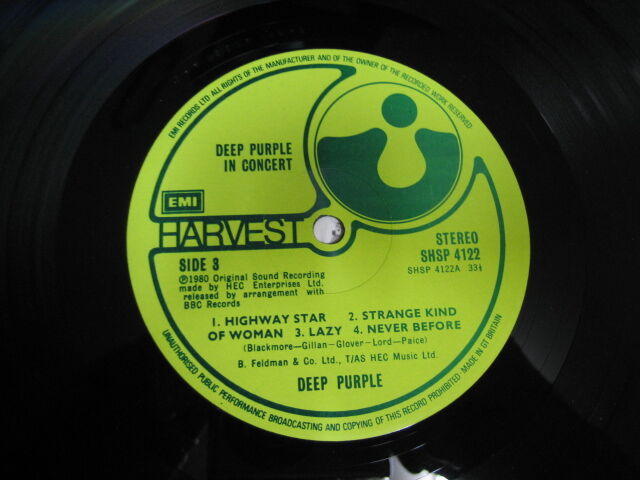 EMI RECORDS LTD ALL RIGHTS OF THE MANUFACTURER AND OF THE OWNER OF THE RECORDED WORK RESERVED
DEEP PURPLE
IN CONCERT
EMI
HARVEST
STEREO
SHSP 4122
SHSP 4122A 33⅓
SIDE 3
Ⓟ1980 Original Sound Recording
made by HEC Enterprises Ltd.
released by arrangement with
BBC Records
1. HIGHWAY STAR 2. STRANGE KIND
OF WOMAN 3. LAZY 4. NEVER BEFORE
(Blackmore—Gillan-Glover-Lord—Paice)
B. Feldman & Co. Ltd., T/AS HEC Music Ltd.
DEEP PURPLE
UNAUTHORISED PUBLIC PERFORMANCE BROADCASTING AND COPYING OF THIS RECORD PROHIBITED. MADE IN GT BRITAIN